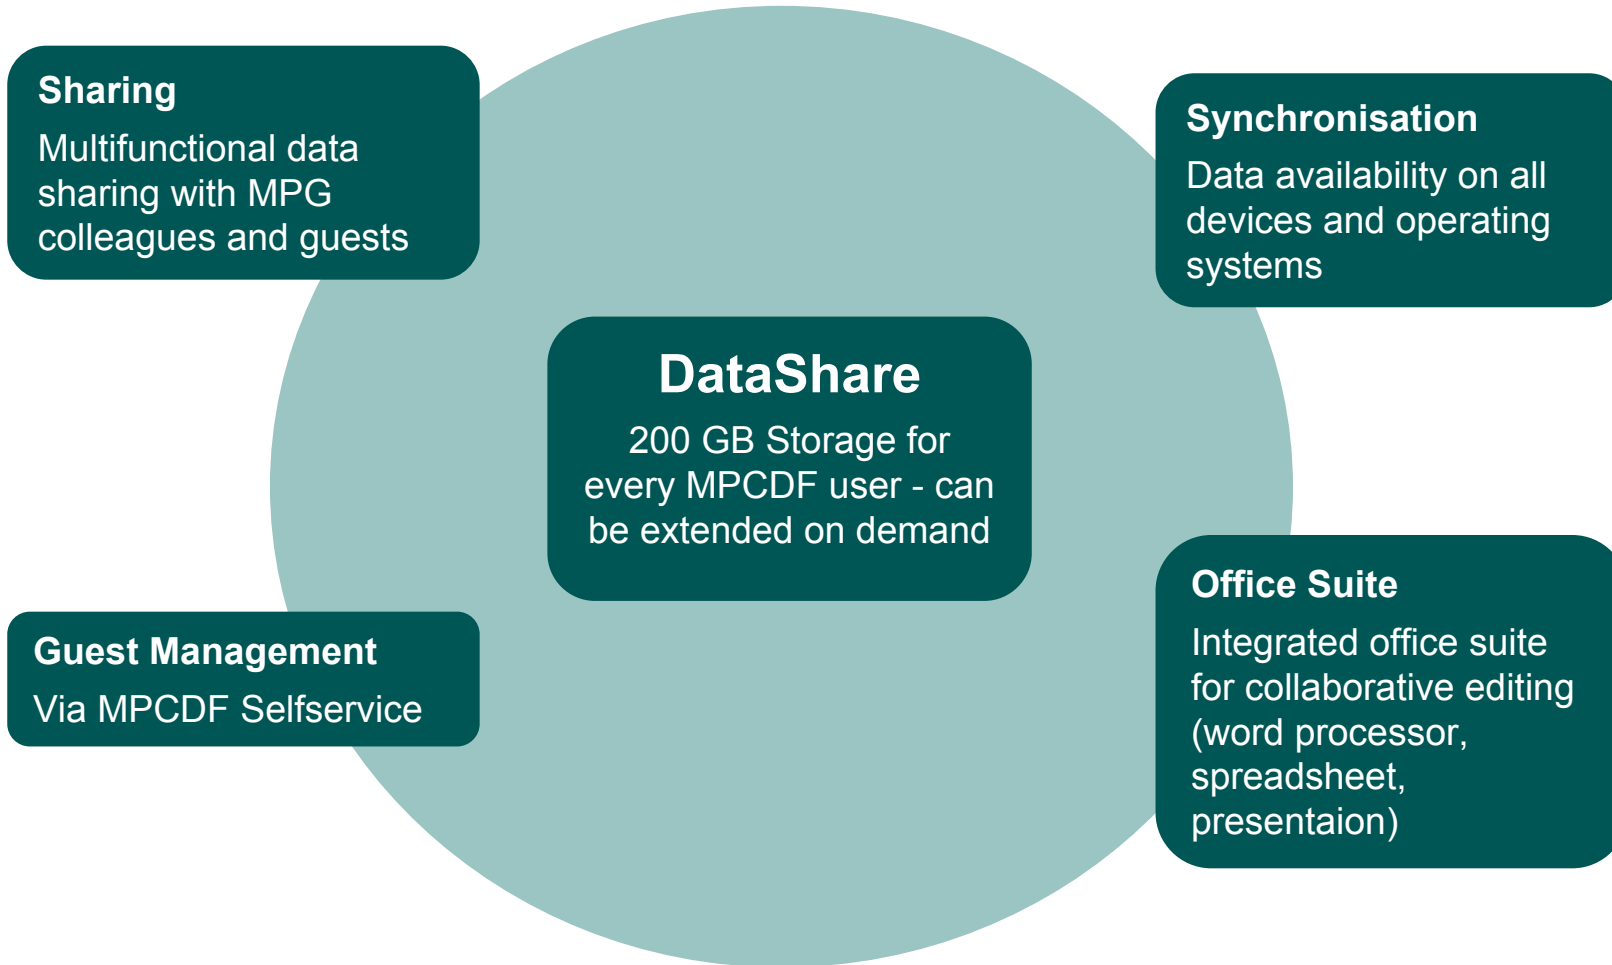 Sharing
Multifunctional data
sharing with MPG
colleagues and guests
Synchronisation
Data availability on all
devices and operating
systems
DataShare
200 GB Storage for
every MPCDF user - can
be extended on demand
Guest Management
Via MPCDF Selfservice
Office Suite
Integrated office suite
for collaborative editing
(word processor,
spreadsheet,
presentaion)